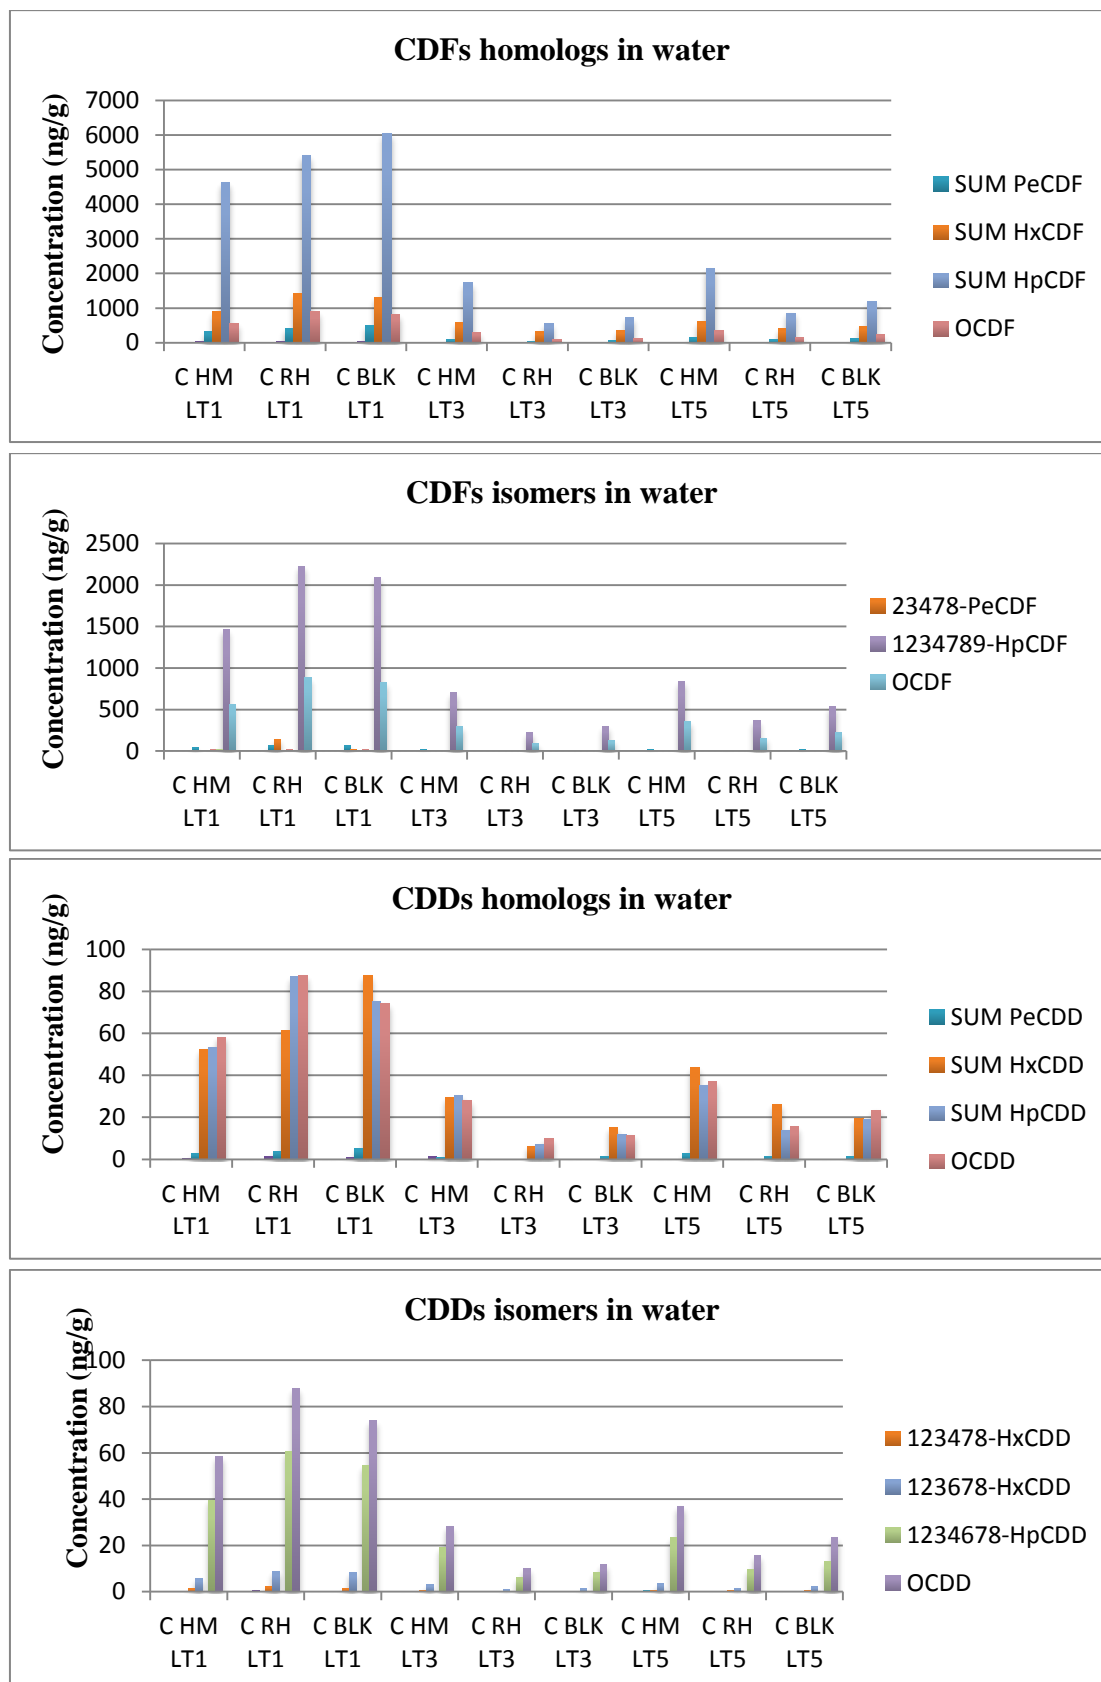 CDFs homologs in water
Concentration (ng/g)
7000
6000
5000
4000
3000
2000
1000
0
C HM LT1
C RH LT1
C BLK LT1
C HM LT3
C RH LT3
C BLK LT3
C HM LT5
C RH LT5
C BLK LT5
SUM PeCDF
SUM HxCDF
SUM HpCDF
OCDF
CDFs isomers in water
Concentration (ng/g)
2500
2000
1500
1000
500
0
C HM LT1
C RH LT1
C BLK LT1
C HM LT3
C RH LT3
C BLK LT3
C HM LT5
C RH LT5
C BLK LT5
23478-PeCDF
1234789-HpCDF
OCDF
CDDs homologs in water
Concentration (ng/g)
100
80
60
40
20
0
C HM LT1
C RH LT1
C BLK LT1
C HM LT3
C RH LT3
C BLK LT3
C HM LT5
C RH LT5
C BLK LT5
SUM PeCDD
SUM HxCDD
SUM HpCDD
OCDD
CDDs isomers in water
Concentration (ng/g)
100
80
60
40
20
0
C HM LT1
C RH LT1
C BLK LT1
C HM LT3
C RH LT3
C BLK LT3
C HM LT5
C RH LT5
C BLK LT5
123478-HxCDD
123678-HxCDD
1234678-HpCDD
OCDD